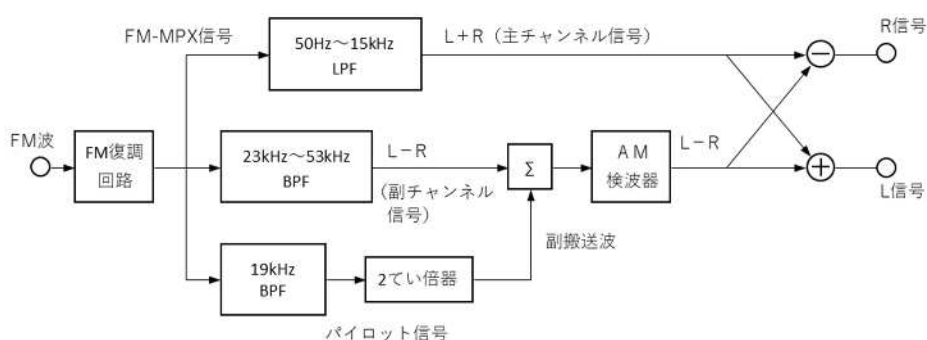 FM-MPX信号
50Hz～15kHz
LPF
L＋R（主チャンネル信号）
－
R信号
FM波
FM復調
回路
23kHz～53kHz
BPF
L－R
（副チャンネル
信号）
Σ
AM
検波器
L－R
＋
L信号
副搬送波
19kHz
BPF
2てい倍器
パイロット信号